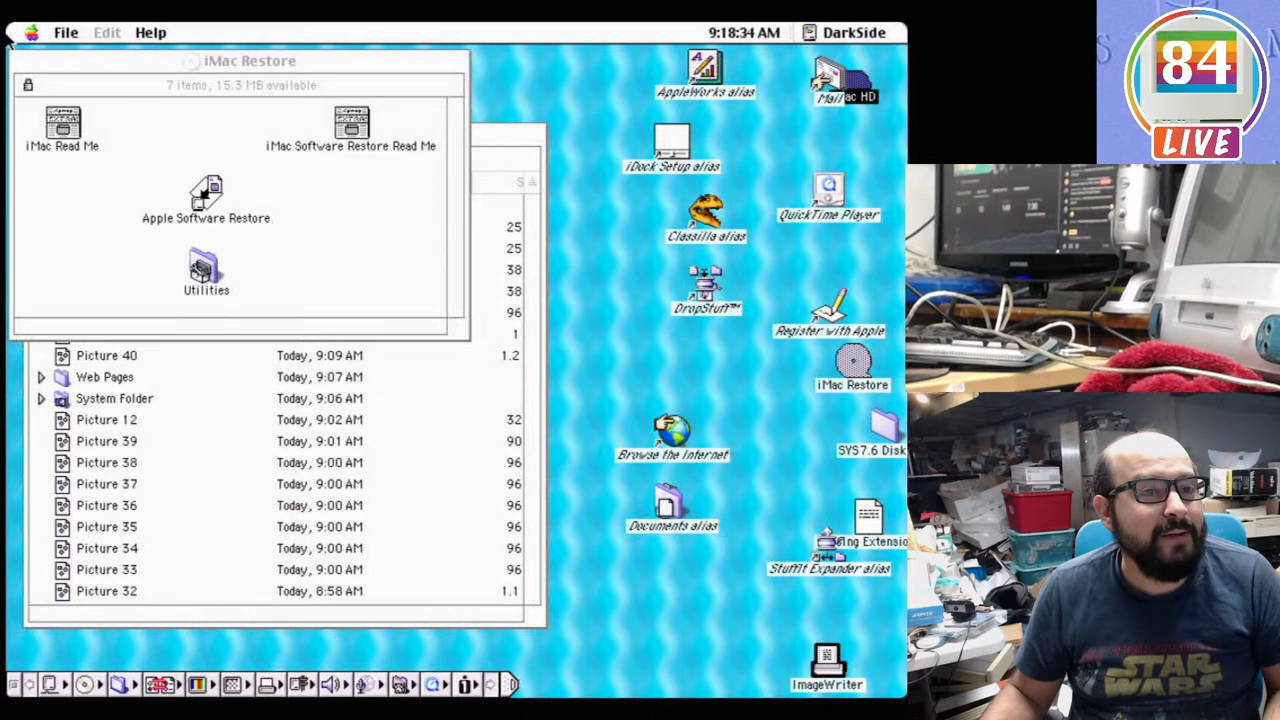 File Edit Help
9:18:34 AM DarkSide
84
LIVE
iMac Restore
7 items, 15.3 MB available
iMac Read Me
iMac Software Restore Read Me
Apple Software Restore
Utilities
S
25
25
38
38
96
1
Picture 40 Today, 9:09 AM 1.2
Web Pages Today, 9:07 AM
System Folder Today, 9:06 AM
Picture 12 Today, 9:02 AM 32
Picture 39 Today, 9:01 AM 90
Picture 38 Today, 9:00 AM 96
Picture 37 Today, 9:00 AM 96
Picture 36 Today, 9:00 AM 96
Picture 35 Today, 9:00 AM 96
Picture 34 Today, 9:00 AM 96
Picture 33 Today, 9:00 AM 96
Picture 32 Today, 8:58 AM 1.1
AppleWorks alias
Mail
ac HD
iDock Setup alias
QuickTime Player
Classilla alias
DropStuff™
Register with Apple
iMac Restore
Browse the Internet
SYS7.6 Disk
Documents alias
ing Extensio
StuffIt Expander alias
ImageWriter
STAR
WARS